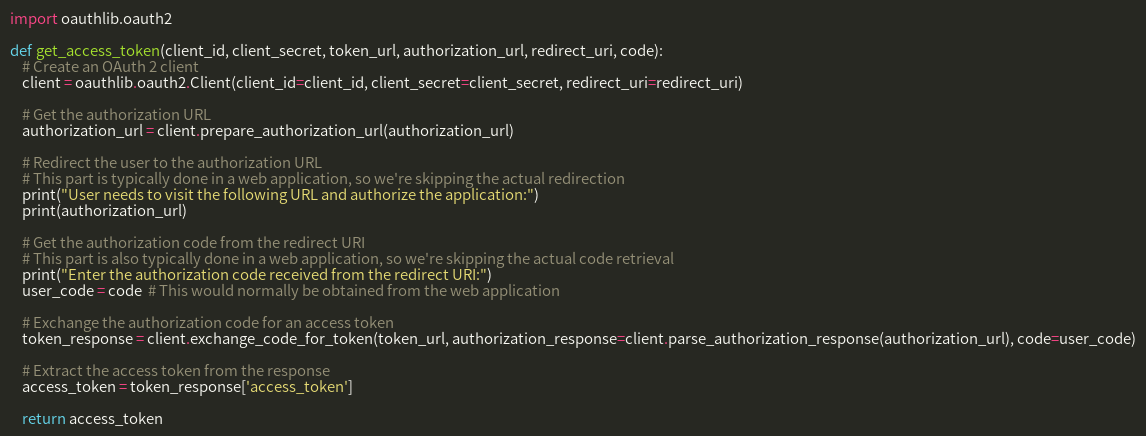 import oauthlib.oauth2
def get_access_token(client_id, client_secret, token_url, authorization_url, redirect_uri, code):
# Create an OAuth 2 client
client = oauthlib.oauth2.Client(client_id=client_id, client_secret=client_secret, redirect_uri=redirect_uri)
# Get the authorization URL
authorization_url = client.prepare_authorization_url(authorization_url)
# Redirect the user to the authorization URL
# This part is typically done in a web application, so we're skipping the actual redirection
print("User needs to visit the following URL and authorize the application:")
print(authorization_url)
# Get the authorization code from the redirect URI
# This part is also typically done in a web application, so we're skipping the actual code retrieval
print("Enter the authorization code received from the redirect URI:")
user_code = code  # This would normally be obtained from the web application
# Exchange the authorization code for an access token
token_response = client.exchange_code_for_token(token_url, authorization_response=client.parse_authorization_response(authorization_url), code=user_code)
# Extract the access token from the response
access_token = token_response['access_token']
return access_token